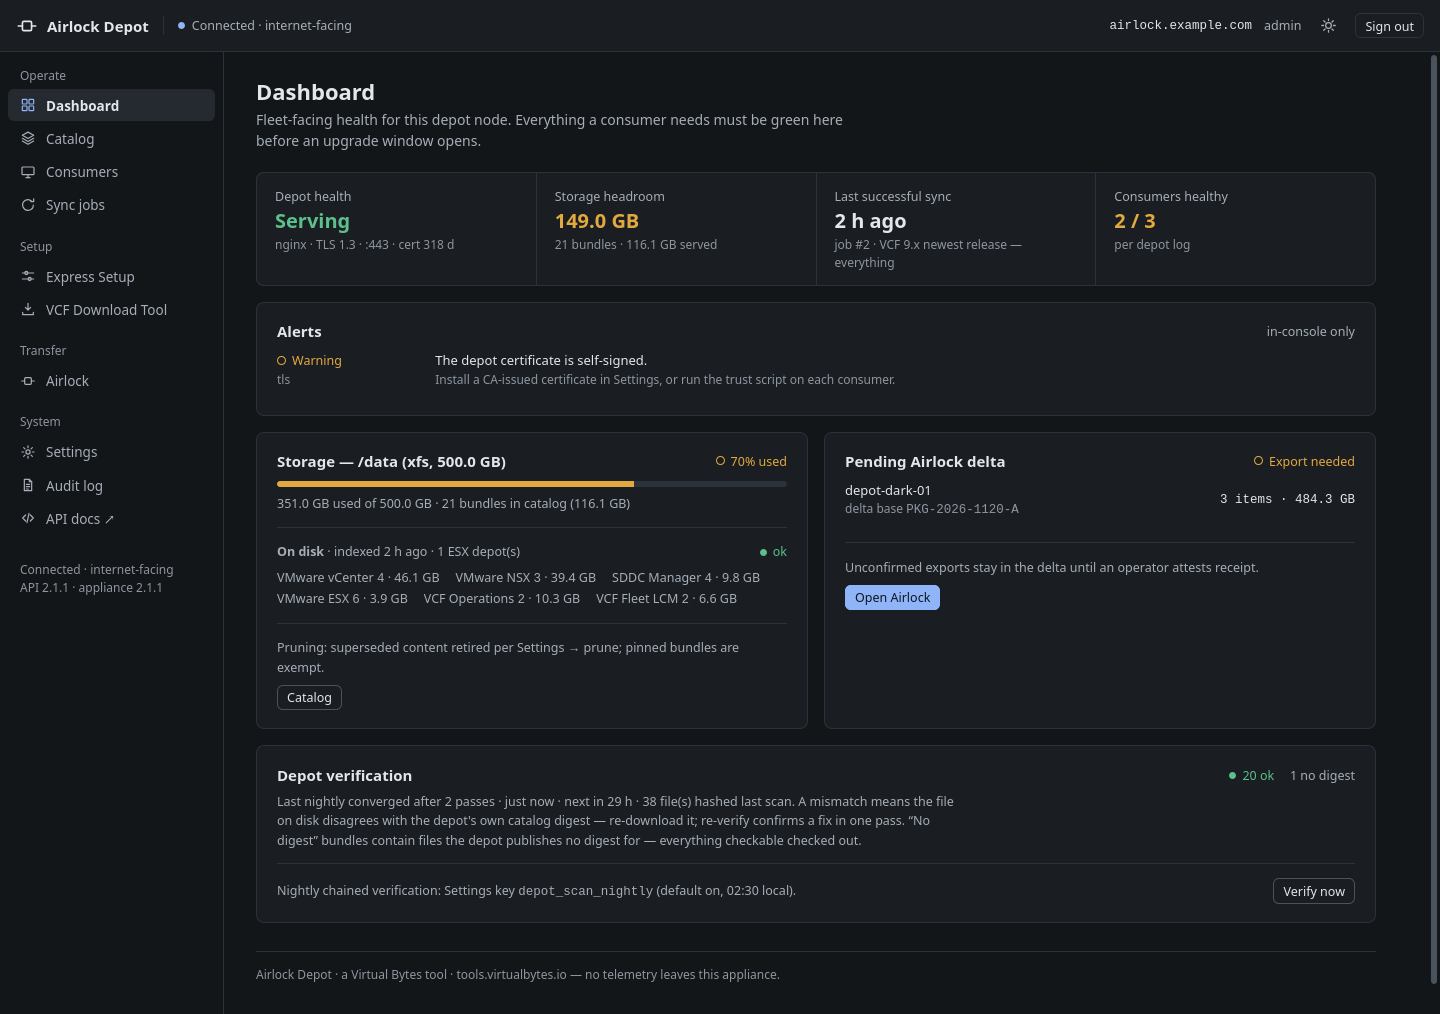 Airlock Depot
Connected · internet-facing
airlock.example.com
admin
Sign out
Operate
Dashboard
Catalog
Consumers
Sync jobs
Setup
Express Setup
VCF Download Tool
Transfer
Airlock
System
Settings
Audit log
API docs ↗
Connected · internet-facing
API 2.1.1 · appliance 2.1.1
Dashboard
Fleet-facing health for this depot node. Everything a consumer needs must be green here
before an upgrade window opens.
Depot health
Serving
nginx · TLS 1.3 · :443 · cert 318 d
Storage headroom
149.0 GB
21 bundles · 116.1 GB served
Last successful sync
2 h ago
job #2 · VCF 9.x newest release —
everything
Consumers healthy
2 / 3
per depot log
Alerts
in-console only
Warning
tls
The depot certificate is self-signed.
Install a CA-issued certificate in Settings, or run the trust script on each consumer.
Storage — /data (xfs, 500.0 GB)
70% used
351.0 GB used of 500.0 GB · 21 bundles in catalog (116.1 GB)
On disk · indexed 2 h ago · 1 ESX depot(s)
ok
VMware vCenter 4 · 46.1 GB VMware NSX 3 · 39.4 GB SDDC Manager 4 · 9.8 GB
VMware ESX 6 · 3.9 GB VCF Operations 2 · 10.3 GB VCF Fleet LCM 2 · 6.6 GB
Pruning: superseded content retired per Settings → prune; pinned bundles are
exempt.
Catalog
Pending Airlock delta
Export needed
depot-dark-01
delta base PKG-2026-1120-A
3 items · 484.3 GB
Unconfirmed exports stay in the delta until an operator attests receipt.
Open Airlock
Depot verification
20 ok
1 no digest
Last nightly converged after 2 passes · just now · next in 29 h · 38 file(s) hashed last scan. A mismatch means the file
on disk disagrees with the depot's own catalog digest — re-download it; re-verify confirms a fix in one pass. “No
digest” bundles contain files the depot publishes no digest for — everything checkable checked out.
Nightly chained verification: Settings key depot_scan_nightly (default on, 02:30 local).
Verify now
Airlock Depot · a Virtual Bytes tool · tools.virtualbytes.io — no telemetry leaves this appliance.